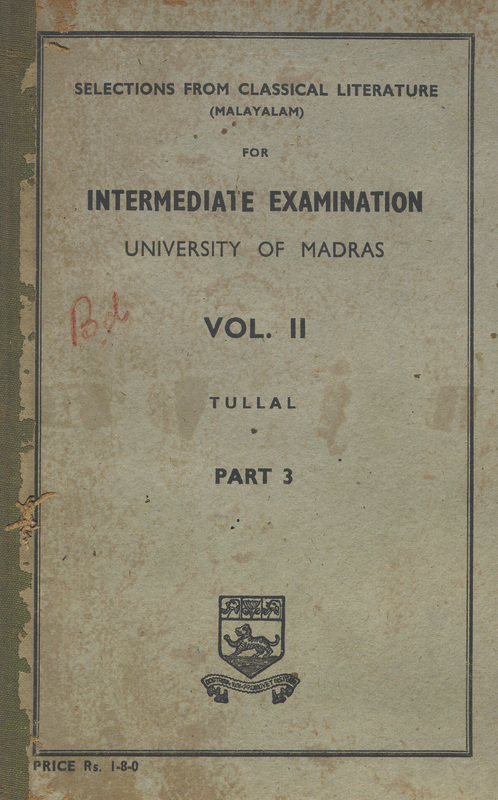 SELECTIONS FROM CLASSICAL LITERATURE
(MALAYALAM)
FOR
INTERMEDIATE EXAMINATION
UNIVERSITY OF MADRAS
Bd
VOL. II
TULLAL
PART 3
PRICE Rs. 1-8-0